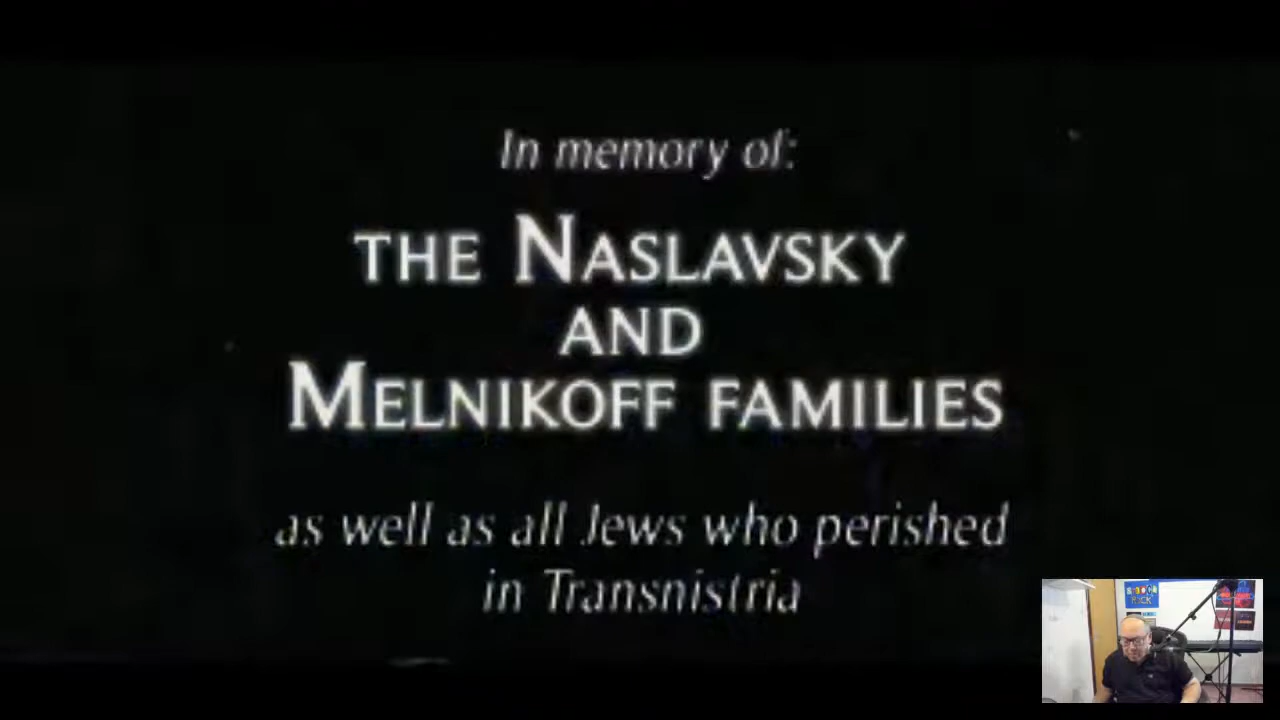 In memory of:
THE NASLAVSKY
AND
MELNIKOFF FAMILIES
as well as all Jews who perished
in Transnistria